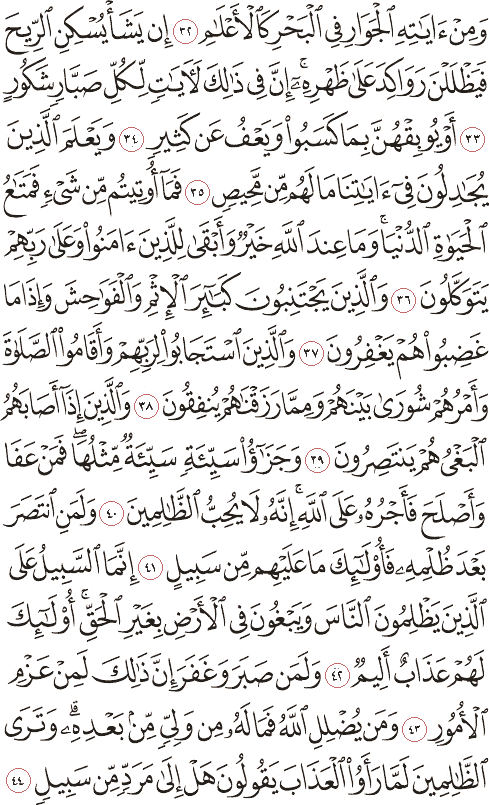 وَمِنْ ءَايَـٰتِهِ ٱلْجَوَارِ فِى ٱلْبَحْرِ كَٱلْأَعْلَـٰمِ ٣٢ إِن يَشَأْ يُسْكِنِ ٱلرِّيحَ
فَيَظْلَلْنَ رَوَاكِدَ عَلَىٰ ظَهْرِهِۦٓ ۚ إِنَّ فِى ذَٰلِكَ لَـَٔايَـٰتٍ لِّكُلِّ صَبَّارٍ شَكُورٍ
٣٣ أَوْ يُوبِقْهُنَّ بِمَا كَسَبُوا۟ وَيَعْفُ عَن كَثِيرٍ ٣٤ وَيَعْلَمَ ٱلَّذِينَ
يُجَـٰدِلُونَ فِىٓ ءَايَـٰتِنَا مَا لَهُم مِّن مَّحِيصٍ ٣٥ فَمَآ أُوتِيتُم مِّن شَىْءٍ فَمَتَـٰعُ
ٱلْحَيَوٰةِ ٱلدُّنْيَا ۖ وَمَا عِندَ ٱللَّهِ خَيْرٌ وَأَبْقَىٰ لِلَّذِينَ ءَامَنُوا۟ وَعَلَىٰ رَبِّهِمْ
يَتَوَكَّلُونَ ٣٦ وَٱلَّذِينَ يَجْتَنِبُونَ كَبَـٰٓئِرَ ٱلْإِثْمِ وَٱلْفَوَٰحِشَ وَإِذَا مَا
غَضِبُوا۟ هُمْ يَغْفِرُونَ ٣٧ وَٱلَّذِينَ ٱسْتَجَابُوا۟ لِرَبِّهِمْ وَأَقَامُوا۟ ٱلصَّلَوٰةَ
وَأَمْرُهُمْ شُورَىٰ بَيْنَهُمْ وَمِمَّا رَزَقْنَـٰهُمْ يُنفِقُونَ ٣٨ وَٱلَّذِينَ إِذَآ أَصَابَهُمُ
ٱلْبَغْىُ هُمْ يَنتَصِرُونَ ٣٩ وَجَزَٰٓؤُا۟ سَيِّئَةٍ سَيِّئَةٌ مِّثْلُهَا ۖ فَمَنْ عَفَا
وَأَصْلَحَ فَأَجْرُهُۥ عَلَى ٱللَّهِ ۚ إِنَّهُۥ لَا يُحِبُّ ٱلظَّـٰلِمِينَ ٤٠ وَلَمَنِ ٱنتَصَرَ
بَعْدَ ظُلْمِهِۦ فَأُو۟لَـٰٓئِكَ مَا عَلَيْهِم مِّن سَبِيلٍ ٤١ إِنَّمَا ٱلسَّبِيلُ عَلَى
ٱلَّذِينَ يَظْلِمُونَ ٱلنَّاسَ وَيَبْغُونَ فِى ٱلْأَرْضِ بِغَيْرِ ٱلْحَقِّ ۚ أُو۟لَـٰٓئِكَ
لَهُمْ عَذَابٌ أَلِيمٌ ٤٢ وَلَمَن صَبَرَ وَغَفَرَ إِنَّ ذَٰلِكَ لَمِنْ عَزْمِ
ٱلْأُمُورِ ٤٣ وَمَن يُضْلِلِ ٱللَّهُ فَمَا لَهُۥ مِن وَلِىٍّ مِّنۢ بَعْدِهِۦ ۗ وَتَرَى
ٱلظَّـٰلِمِينَ لَمَّا رَأَوُا۟ ٱلْعَذَابَ يَقُولُونَ هَلْ إِلَىٰ مَرَدٍّ مِّن سَبِيلٍ ٤٤